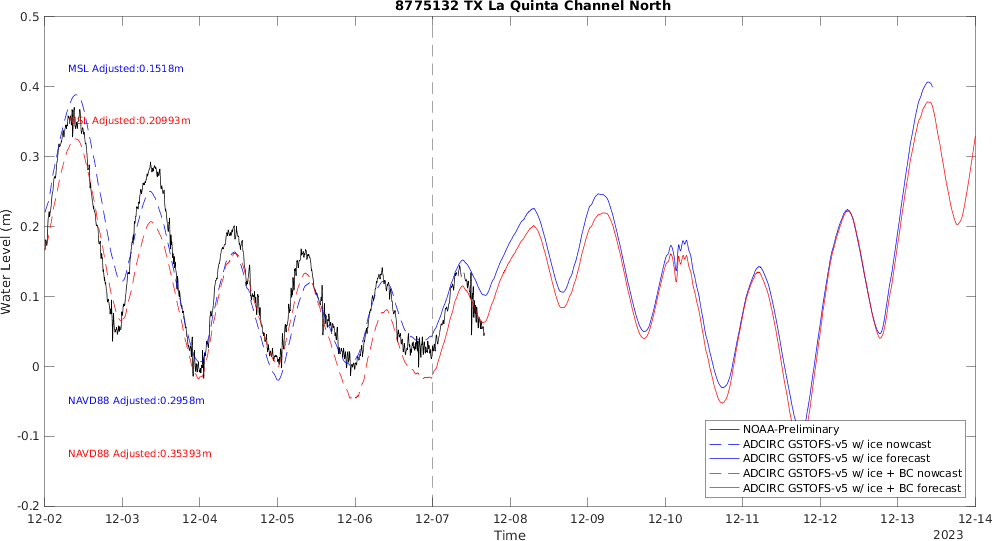 8775132 TX La Quinta Channel North
0.5
0.4
0.3
0.2
0.1
0
-0.1
-0.2
Water Level (m)
MSL Adjusted:0.1518m
MSL Adjusted:0.20993m
NAVD88 Adjusted:0.2958m
NAVD88 Adjusted:0.35393m
NOAA-Preliminary
ADCIRC GSTOFS-v5 w/ ice nowcast
ADCIRC GSTOFS-v5 w/ ice forecast
ADCIRC GSTOFS-v5 w/ ice + BC nowcast
ADCIRC GSTOFS-v5 w/ ice + BC forecast
12-02 12-03 12-04 12-05 12-06 12-07 12-08 12-09 12-10 12-11 12-12 12-13 12-14
Time
2023